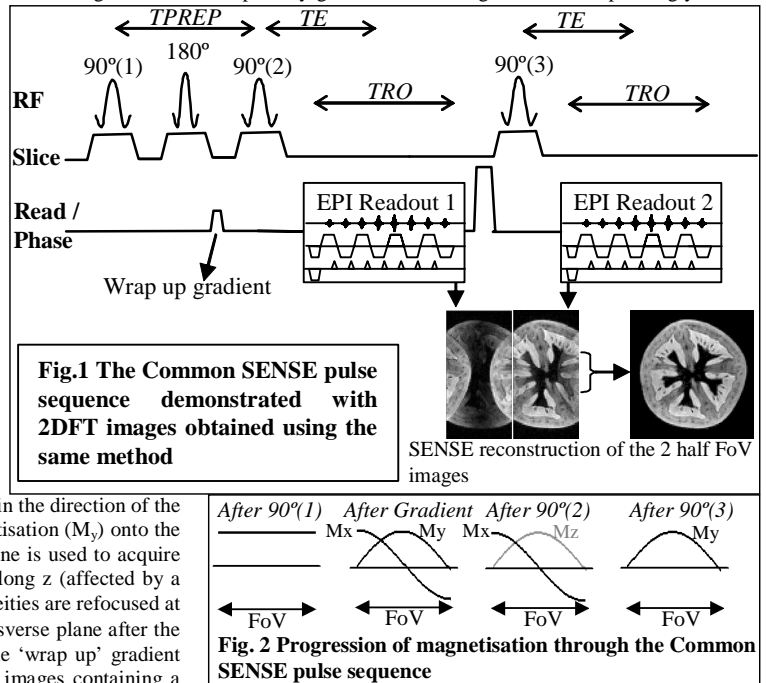 TPREP TE TE
90º(1) 180º 90º(2) 90º(3)
RF TRO TRO
Slice
Read / EPI Readout 1 EPI Readout 2
Phase
Wrap up gradient
Fig.1 The Common SENSE pulse
sequence demonstrated with
2DFT images obtained using the
same method
SENSE reconstruction of the 2 half FoV
images
in the direction of the
etisation (My) onto the
ne is used to acquire
long z (affected by a
eities are refocused at
sverse plane after the
e ‘wrap up’ gradient
images containing a
After 90º(1) After Gradient After 90º(2) After 90º(3)
Mx My Mx Mz My
FoV FoV FoV FoV
Fig. 2 Progression of magnetisation through the Common
SENSE pulse sequence